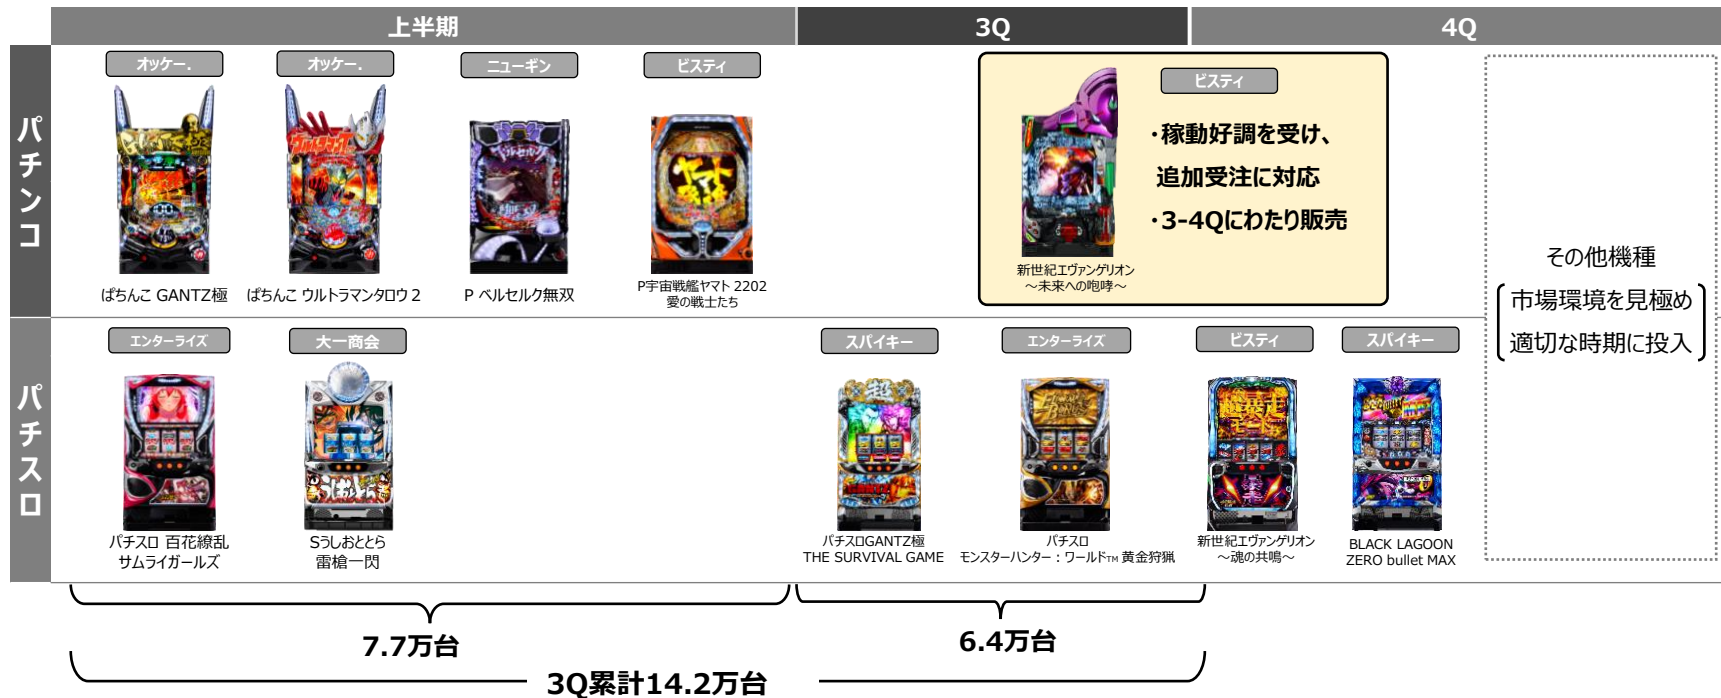 上半期
3Q
4Q
パチンコ
オッケー.
オッケー.
ニューギン
ビスティ
ビスティ
・稼動好調を受け、
追加受注に対応
・3-4Qにわたり販売
ぱちんこ GANTZ極
ぱちんこ ウルトラマンタロウ 2
P ベルセルク無双
P宇宙戦艦ヤマト 2202
愛の戦士たち
新世紀エヴァンゲリオン
～未来への咆哮～
その他機種
市場環境を見極め
適切な時期に投入
パチスロ
エンターライズ
大一商会
スパイキー
エンターライズ
ビスティ
スパイキー
パチスロ 百花繚乱
サムライガールズ
Sうしおととら
雷槍一閃
パチスロGANTZ極
THE SURVIVAL GAME
パチスロ
モンスターハンター：ワールドTM 黄金狩猟
新世紀エヴァンゲリオン
～魂の共鳴～
BLACK LAGOON
ZERO bullet MAX
7.7万台
6.4万台
3Q累計14.2万台